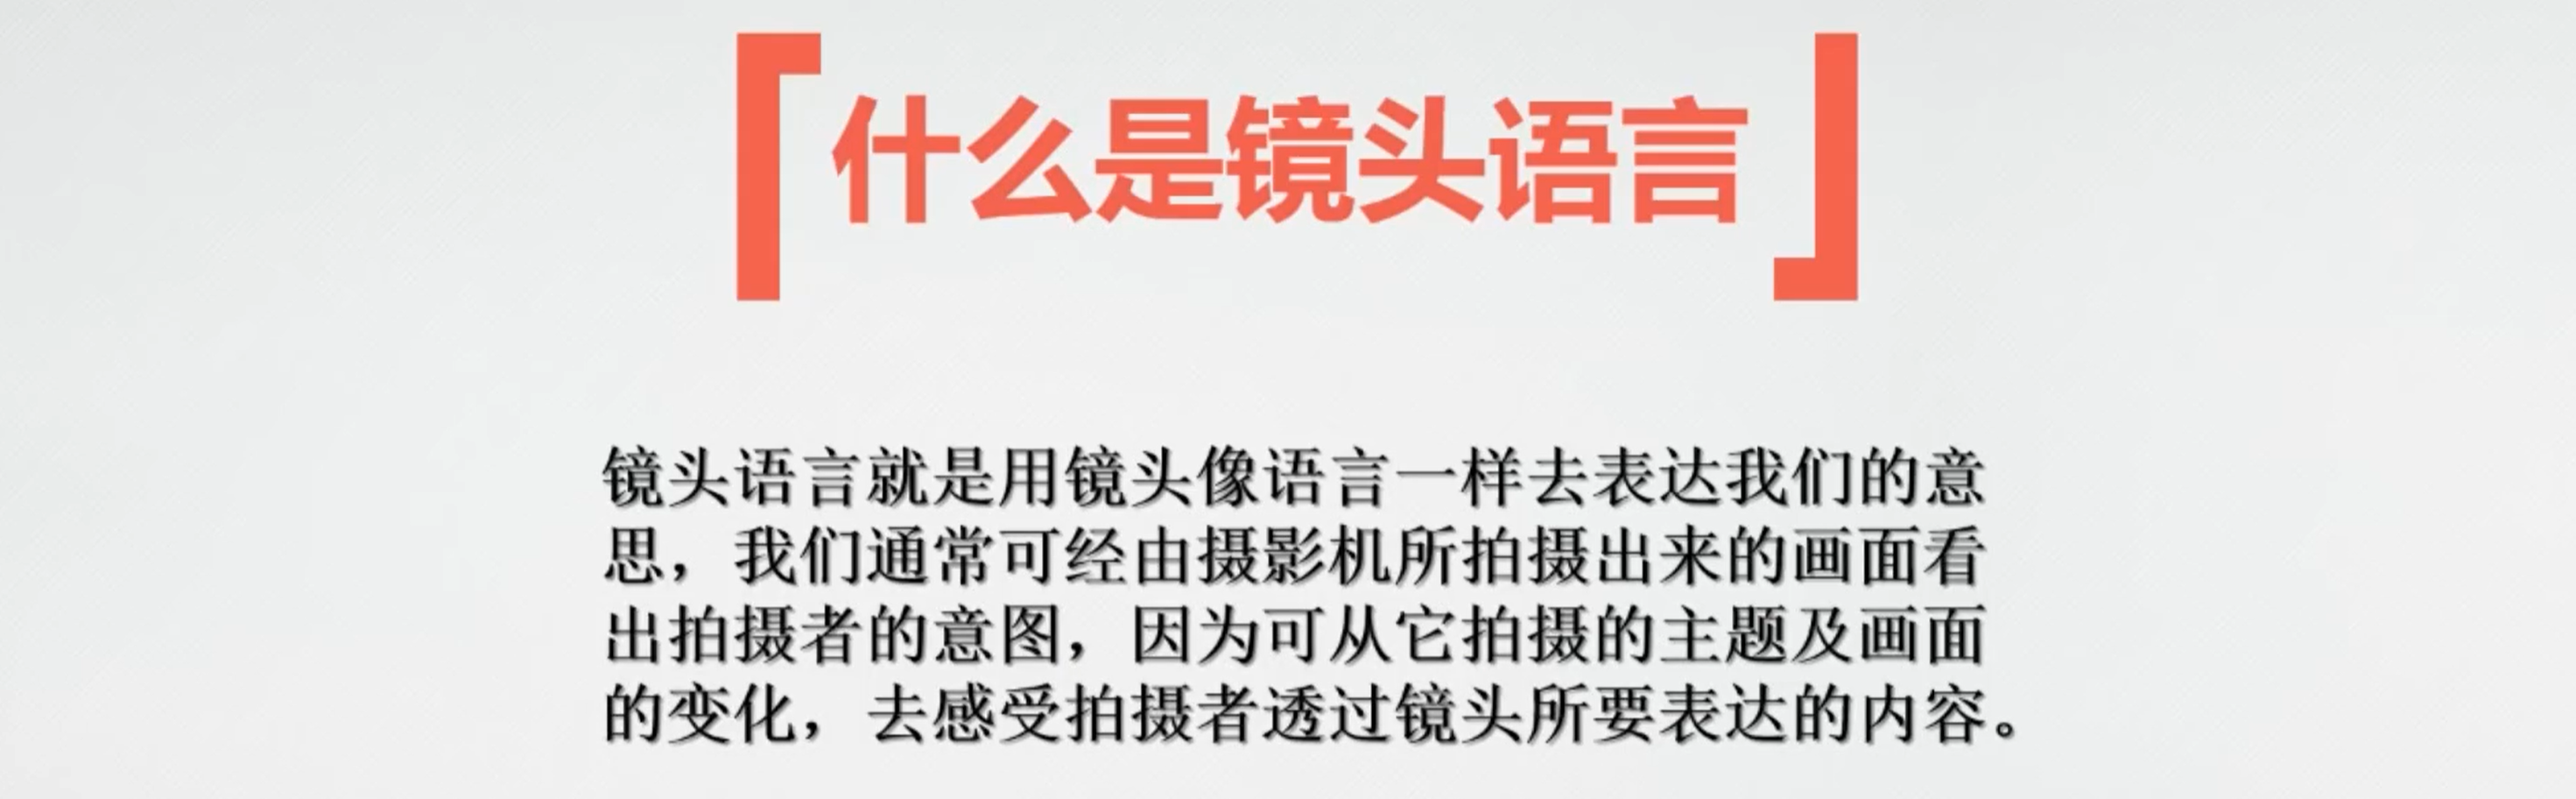 什么是镜头语言
镜头语言就是用镜头像语言一样去表达我们的意
思，我们通常可经由摄影机所拍摄出来的画面看
出拍摄者的意图，因为可从它拍摄的主题及画面
的变化，去感受拍摄者透过镜头所要表达的内容。